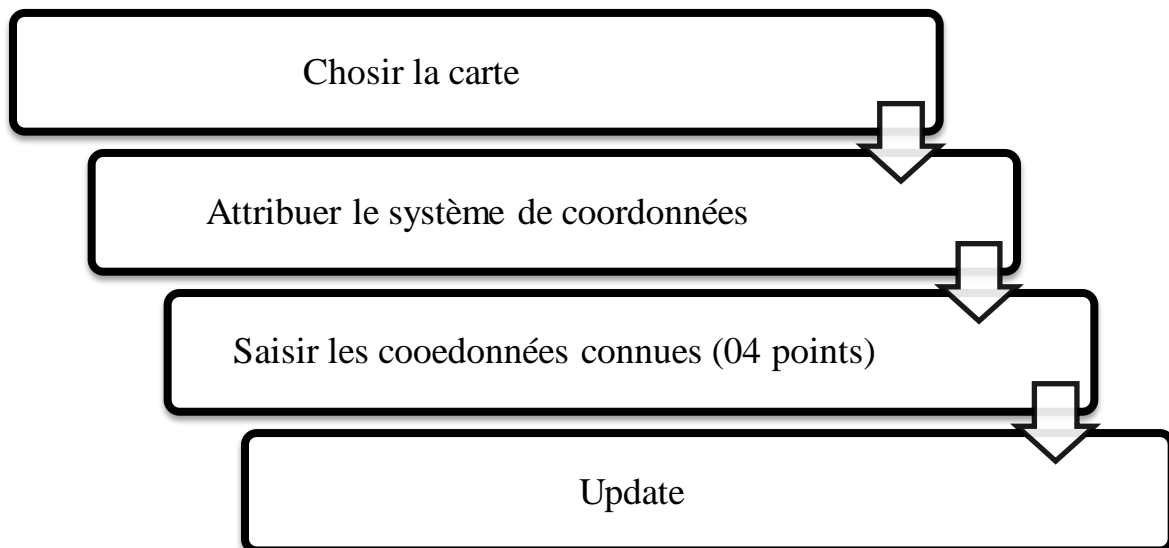 Chosir la carte
Attribuer le système de coordonnées
Saisir les cooedonnées connues (04 points)
Update